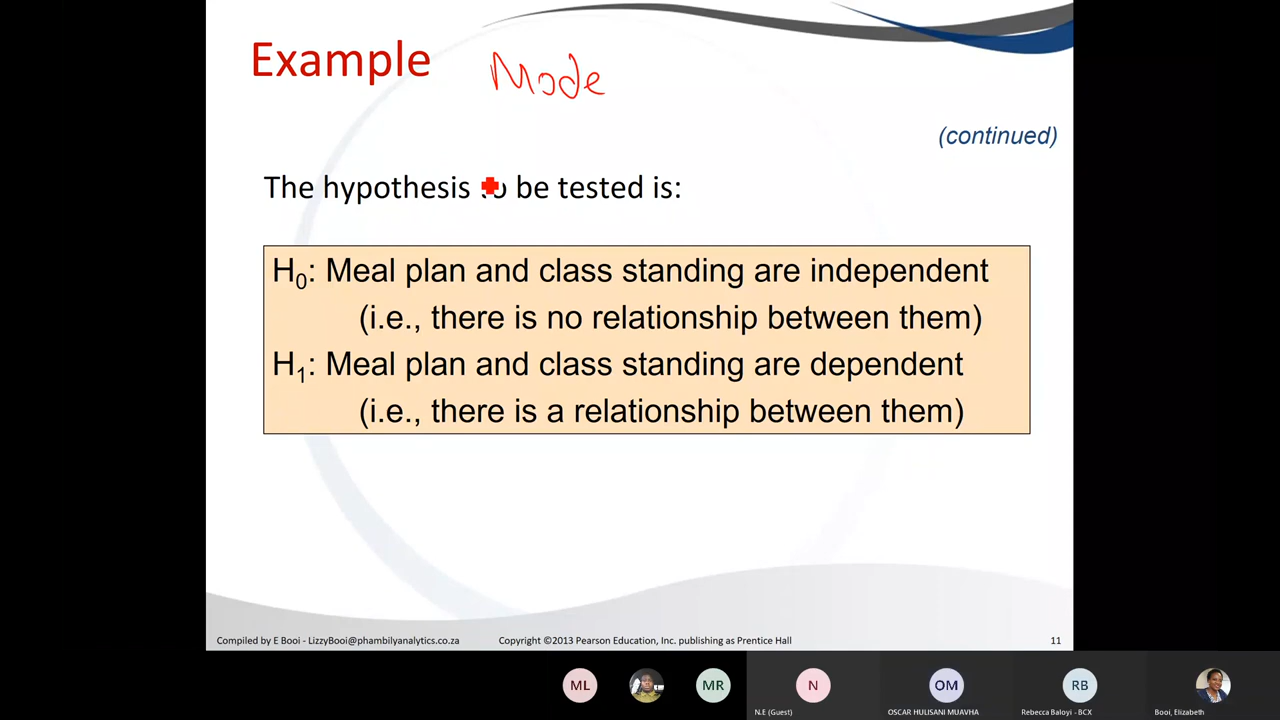 Example Mode
(continued)
The hypothesis to be tested is:
H0: Meal plan and class standing are independent
(i.e., there is no relationship between them)
H1: Meal plan and class standing are dependent
(i.e., there is a relationship between them)
Compiled by E Booi - LizzyBooi@phambilyanalytics.co.za Copyright ©2013 Pearson Education, Inc. publishing as Prentice Hall 11
ML MR N OM RB
N.E (Guest) OSCAR HULISANI MUAVHA Rebecca Baloyi - BCX Booi, Elizabeth